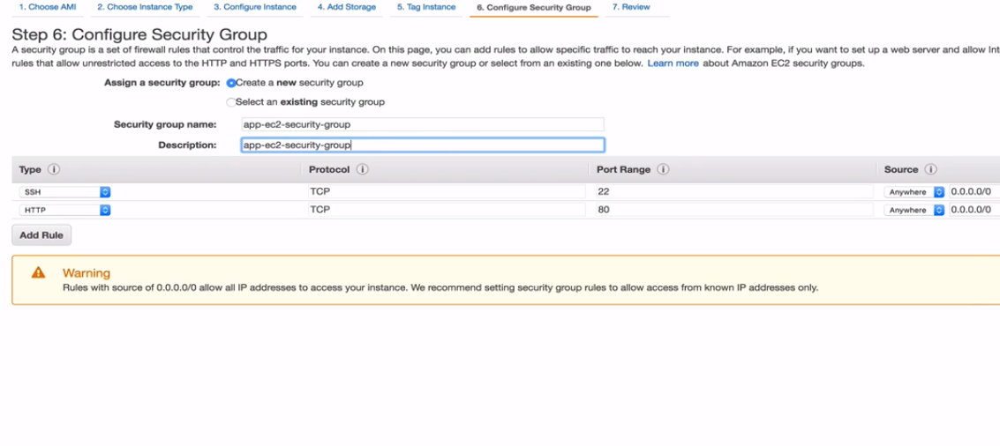 1. Choose AMI 2. Choose Instance Type 3. Configure Instance 4. Add Storage 5. Tag Instance 6. Configure Security Group 7. Review
Step 6: Configure Security Group
A security group is a set of firewall rules that control the traffic for your instance. On this page, you can add rules to allow specific traffic to reach your instance. For example, if you want to set up a web server and allow Int
rules that allow unrestricted access to the HTTP and HTTPS ports. You can create a new security group or select from an existing one below. Learn more about Amazon EC2 security groups.
Assign a security group: Create a new security group
Select an existing security group
Security group name: app-ec2-security-group
Description: app-ec2-security-group
Type i Protocol i Port Range i Source i
SSH TCP 22 Anywhere 0.0.0.0/0
HTTP TCP 80 Anywhere 0.0.0.0/0
Add Rule
Warning
Rules with source of 0.0.0.0/0 allow all IP addresses to access your instance. We recommend setting security group rules to allow access from known IP addresses only.